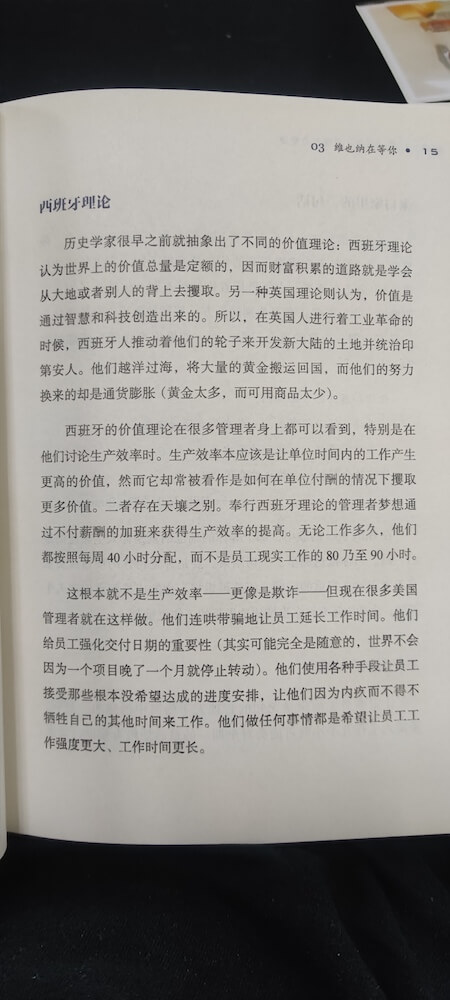 03 维也纳在等你 • 15
西班牙理论
历史学家很早之前就抽象出了不同的价值理论：西班牙理论
认为世界上的价值总量是定额的，因而财富积累的道路就是学会
从大地或者别人的背上去攫取。另一种英国理论则认为，价值是
通过智慧和科技创造出来的。所以，在英国人进行着工业革命的
时候，西班牙人推动着他们的轮子来开发新大陆的土地并统治印
第安人。他们越洋过海，将大量的黄金搬运回国，而他们的努力
换来的却是通货膨胀（黄金太多，而可用商品太少）。
西班牙的价值理论在很多管理者身上都可以看到，特别是在
他们讨论生产效率时。生产效率本应该是让单位时间内的工作产生
更高的价值，然而它却常被看作是如何在单位付酬的情况下攫取
更多价值。二者存在天壤之别。奉行西班牙理论的管理者梦想通
过不付薪酬的加班来获得生产效率的提高。无论工作多久，他们
都按照每周 40 小时分配，而不是员工现实工作的 80 乃至 90 小时。
这根本就不是生产效率——更像是欺诈——但现在很多美国
管理者就在这样做。他们连哄带骗地让员工延长工作时间。他们
给员工强化交付日期的重要性（其实可能完全是随意的，世界不会
因为一个项目晚了一个月就停止转动）。他们使用各种手段让员工
接受那些根本没希望达成的进度安排，让他们因为内疚而不得不
牺牲自己的其他时间来工作。他们做任何事情都是希望让员工工
作强度更大、工作时间更长。